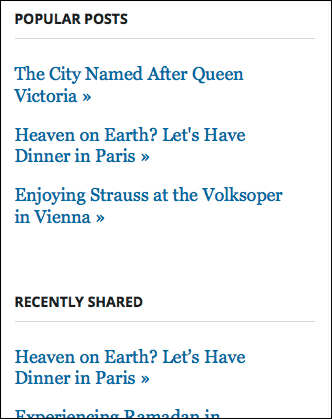 POPULAR POSTS
The City Named After Queen
Victoria »
Heaven on Earth? Let's Have
Dinner in Paris »
Enjoying Strauss at the Volksoper
in Vienna »
RECENTLY SHARED
Heaven on Earth? Let’s Have
Dinner in Paris »
Experiencing Ramadan in